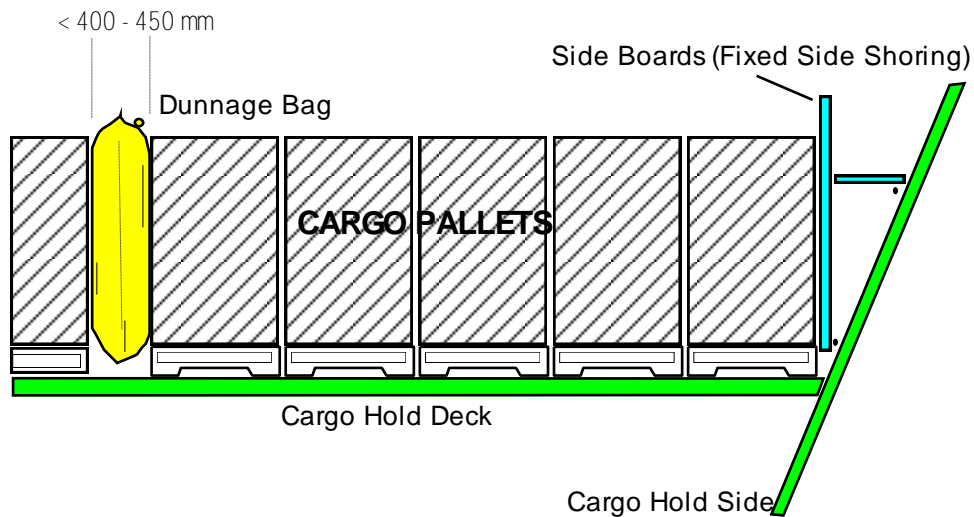 < 400 - 450 mm
Side Boards (Fixed Side Shoring)
Dunnage Bag
CARGO PALLETS
Cargo Hold Deck
Cargo Hold Side